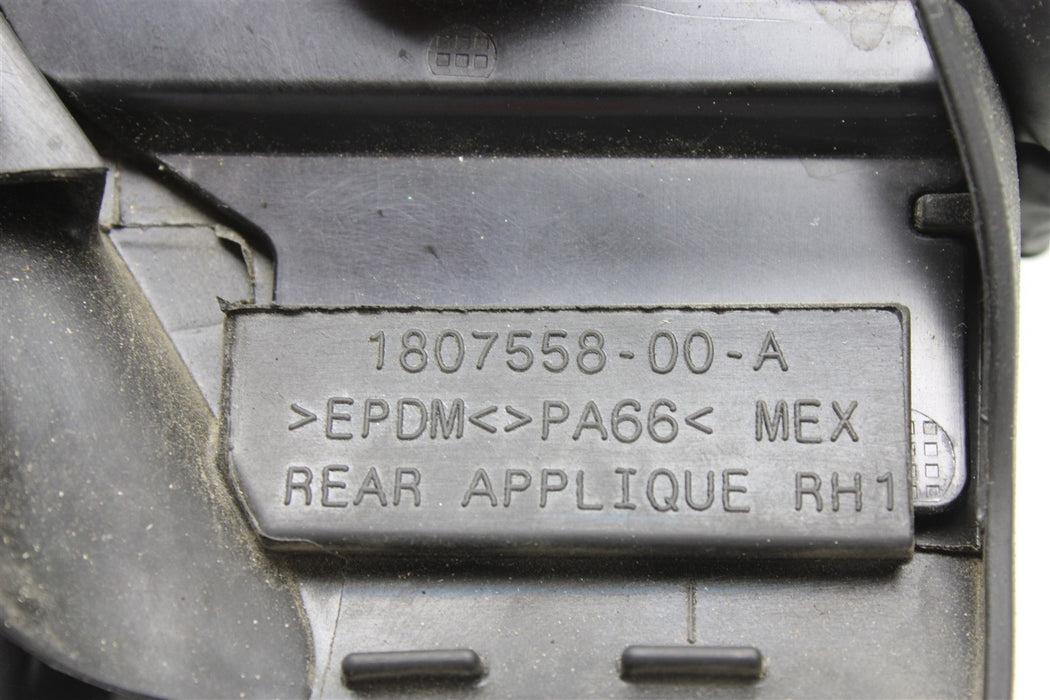 1807558-00-A
>EPDM<>PA66< MEX
REAR APPLIQUE RH1